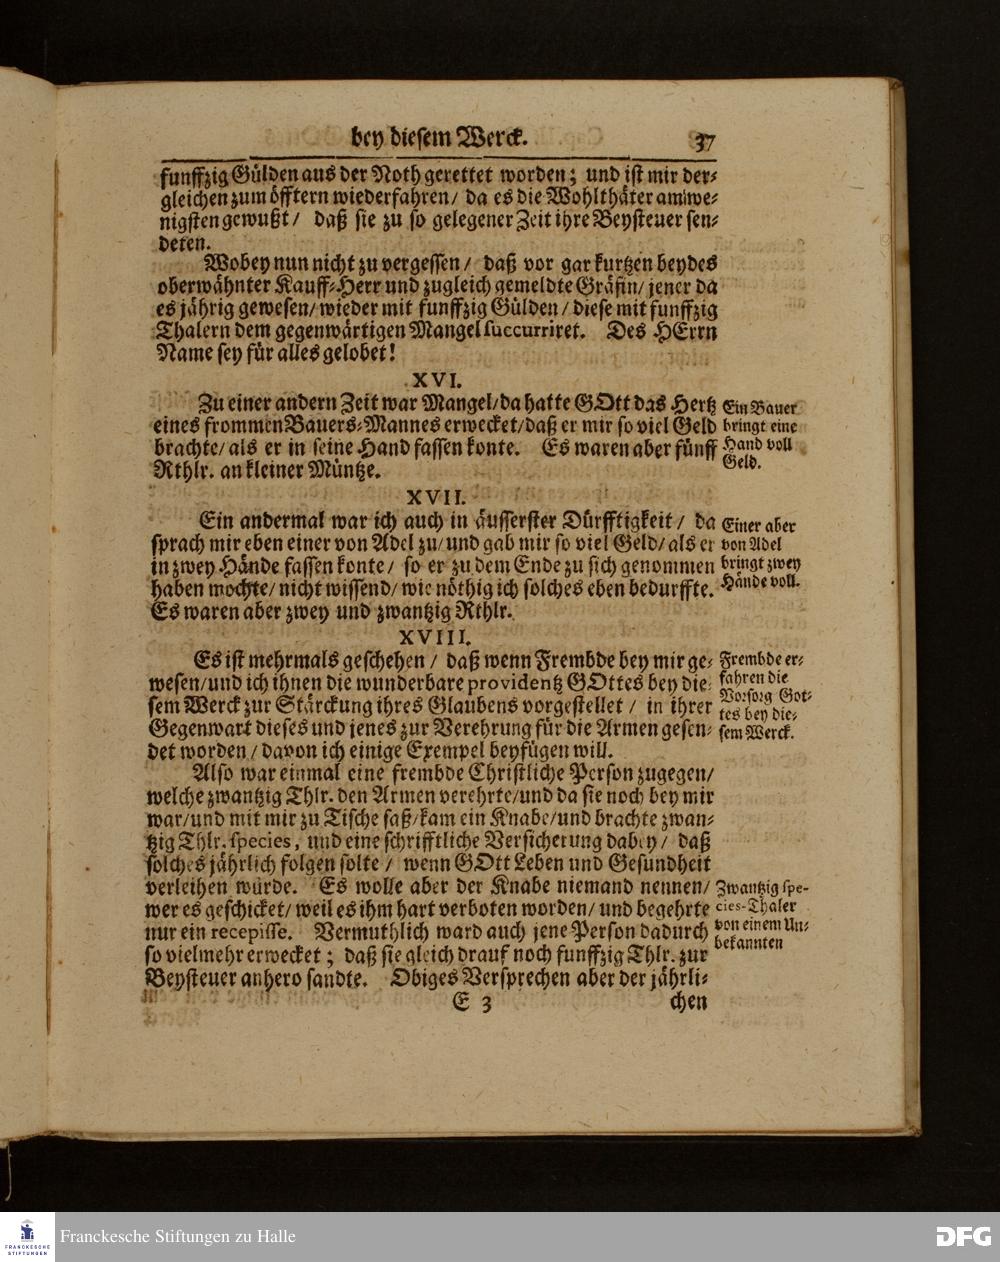 bey diesem Werck. 37
funffzig Gülden aus der Noth gerettet worden; und ist mir der-
gleichen zum öfftern wiederfahren / da es die Wohlthäter am we-
nigsten gewußt / daß sie zu so gelegener Zeit ihre Beysteuer sen-
deten.
Wobey nun nicht zu vergessen / daß vor gar kurtzen beydes
oberwähnter Kauff-Herr und zugleich gemeldte Gräfin / jener da
es jährig gewesen / wieder mit funffzig Gülden / diese mit funffzig
Thalern dem gegenwärtigen Mangel succurriret. Des HErrn
Name sey für alles gelobet!
XVI.
Zu einer andern Zeit war Mangel / da hatte GOtt das Hertz
eines frommen Bauers-Mannes erwecket / daß er mir so viel Geld
brachte / als er in seine Hand fassen konte. Es waren aber fünff
Rthlr. an kleiner Müntze.
Ein Bauer
bringt eine
Hand voll
Geld.
XVII.
Ein andermal war ich auch in äusserster Dürfftigkeit / da
sprach mir eben einer von Adel zu / und gab mir so viel Geld / als er
in zwey Hände fassen konte / so er zu dem Ende zu sich genommen
haben mochte / nicht wissend / wie nöthig ich solches eben bedurffte.
Es waren aber zwey und zwantzig Rthlr.
Einer aber
von Adel
bringt zwey
Hände voll.
XVIII.
Es ist mehrmals geschehen / daß wenn Frembde bey mir ge-
wesen / und ich ihnen die wunderbare providentz GOttes bey die-
sem Werck zur Stärckung ihres Glaubens vorgestellet / in ihrer
Gegenwart dieses und jenes zur Verehrung für die Armen gesen-
det worden / davon ich einige Exempel beyfügen will.
Frembde er-
fahren die
Vorsorg Got-
tes bey die-
sem Werck.
Also war einmal eine frembde Christliche Person zugegen /
welche zwantzig Thlr. den Armen verehrte / und da sie noch bey mir
war / und mit mir zu Tische saß / kam ein Knabe / und brachte zwan-
tzig Thlr. species, und eine schrifftliche Versicherung dabey / daß
solches jährlich folgen solte / wenn GOtt Leben und Gesundheit
verleihen würde. Es wolle aber der Knabe niemand nennen /
wer es geschicket / weil es ihm hart verboten worden / und begehrte
nur ein recepisse. Vermuthlich ward auch jene Person dadurch
so vielmehr erwecket; daß sie gleich drauf noch funffzig Thlr. zur
Beysteuer anhero sandte. Obiges Versprechen aber der jährli-
Zwantzig spe-
cies-Thaler
von einem Un-
bekannten
E 3 chen
FRANCKESCHE
STIFTUNGEN
Franckesche Stiftungen zu Halle
DFG